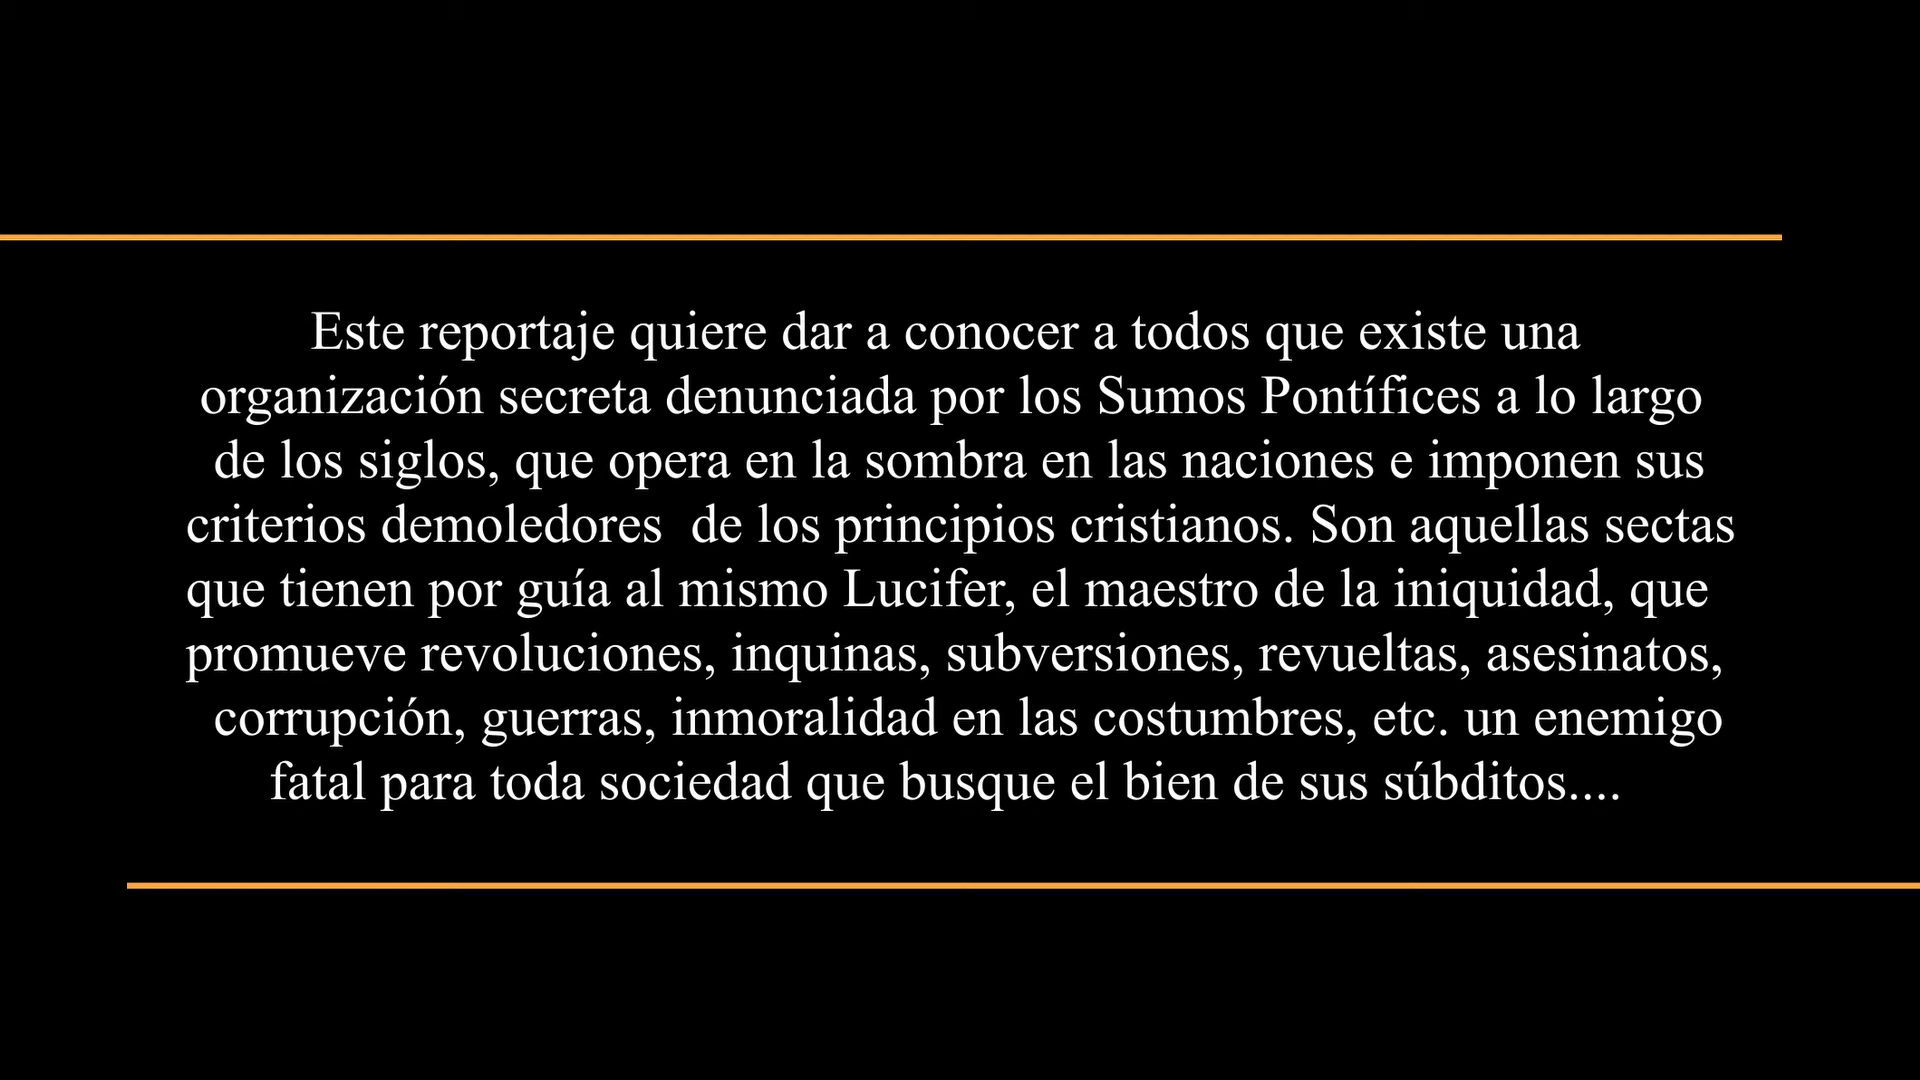 Este reportaje quiere dar a conocer a todos que existe una
organización secreta denunciada por los Sumos Pontífices a lo largo
de los siglos, que opera en la sombra en las naciones e imponen sus
criterios demoledores  de los principios cristianos. Son aquellas sectas
que tienen por guía al mismo Lucifer, el maestro de la iniquidad, que
promueve revoluciones, inquinas, subversiones, revueltas, asesinatos,
corrupción, guerras, inmoralidad en las costumbres, etc. un enemigo
fatal para toda sociedad que busque el bien de sus súbditos....